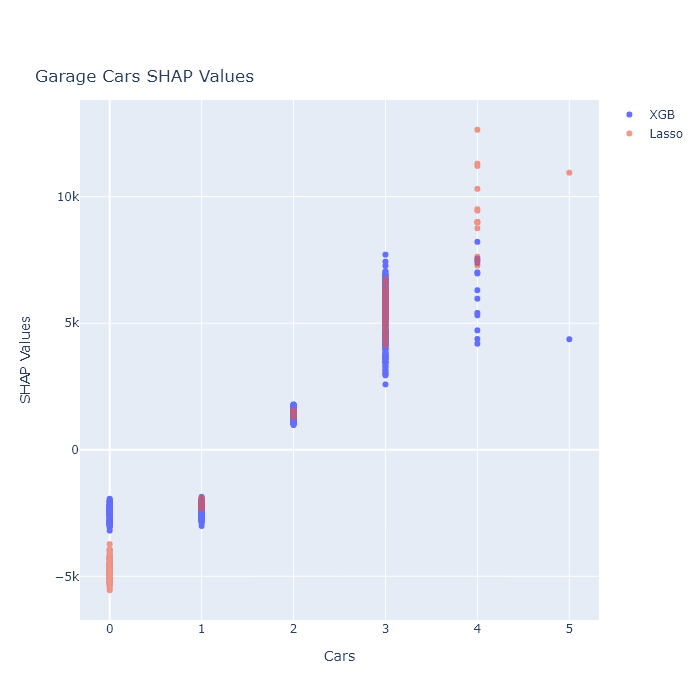 Garage Cars SHAP Values
XGB
Lasso
10k
5k
0
−5k
SHAP Values
0 1 2 3 4 5
Cars